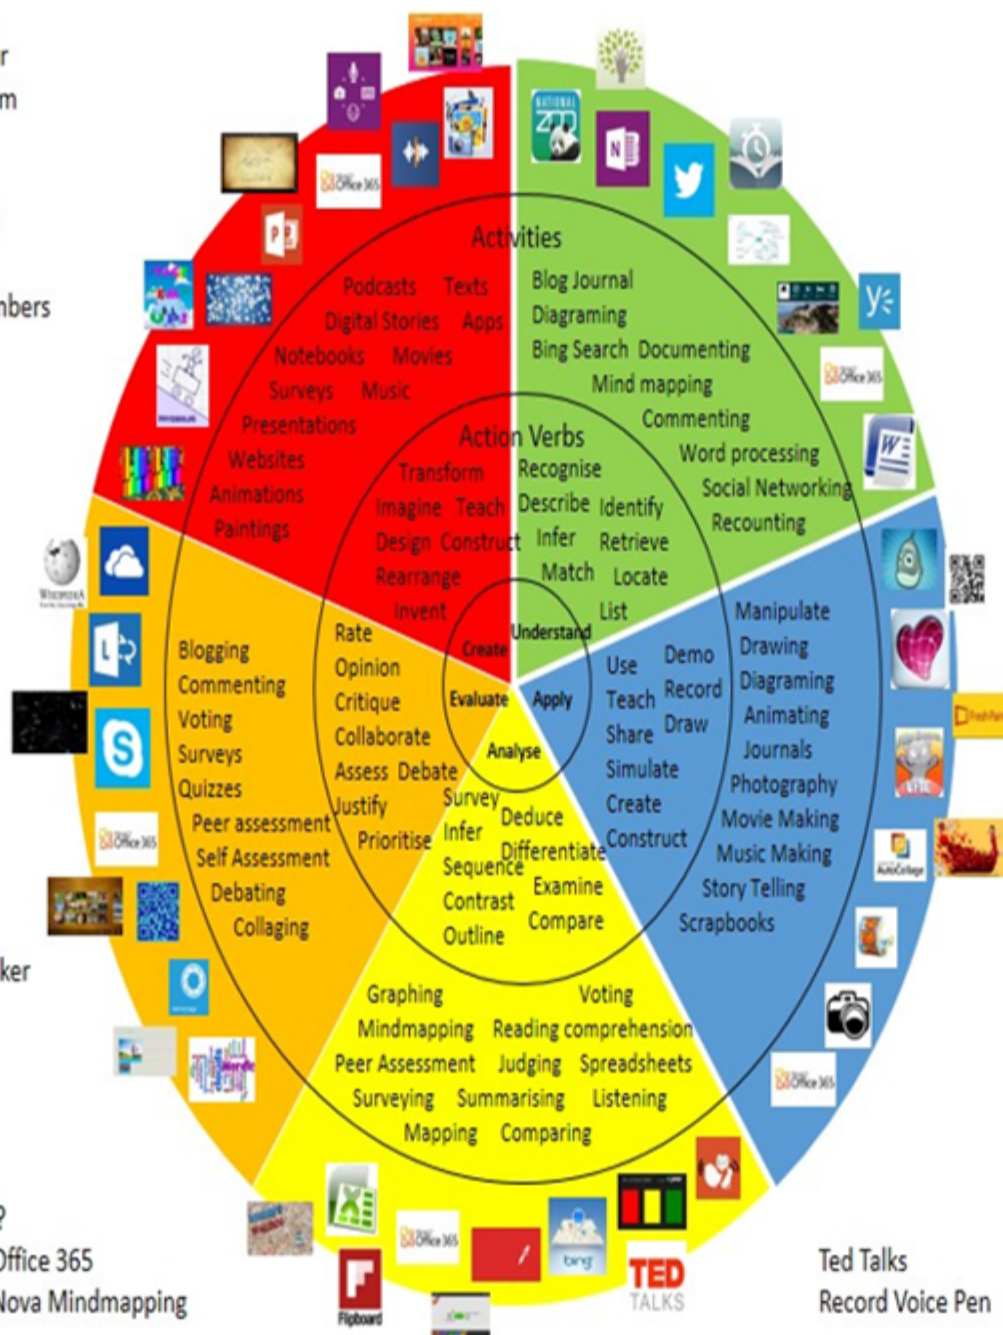 r
m
nbers
ker
?
Office 365
Nova Mindmapping
Ted Talks
Record Voice Pen
Activities
Podcasts Texts
Digital Stories Apps
Notebooks Movies
Surveys Music
Presentations
Websites
Animations
Paintings
Blog Journal
Diagraming
Bing Search Documenting
Mind mapping
Commenting
Word processing
Social Networking
Recounting
Action Verbs
Transform
Imagine Teach
Design Construct
Rearrange
Invent
Recognise
Describe Identify
Infer Retrieve
Match Locate
List
Create
Understand
Evaluate
Apply
Analyse
Blogging
Commenting
Voting
Surveys
Quizzes
Peer assessment
Self Assessment
Debating
Collaging
Rate
Opinion
Critique
Collaborate
Assess Debate
Justify
Prioritise
Use Demo
Teach Record
Share Draw
Simulate
Create
Construct
Manipulate
Drawing
Diagraming
Animating
Journals
Photography
Movie Making
Music Making
Story Telling
Scrapbooks
Survey Deduce
Infer Differentiate
Sequence Examine
Contrast Compare
Outline
Graphing Voting
Mindmapping Reading comprehension
Peer Assessment Judging Spreadsheets
Surveying Summarising Listening
Mapping Comparing
NATIONAL
ZOO
N
Office 365
P
y
Office 365
W
WIKIPEDIA
L
S
Office 365
Wordle
AutoCollage
Office 365
X
Office 365
Flipboard
bing
TED
TALKS